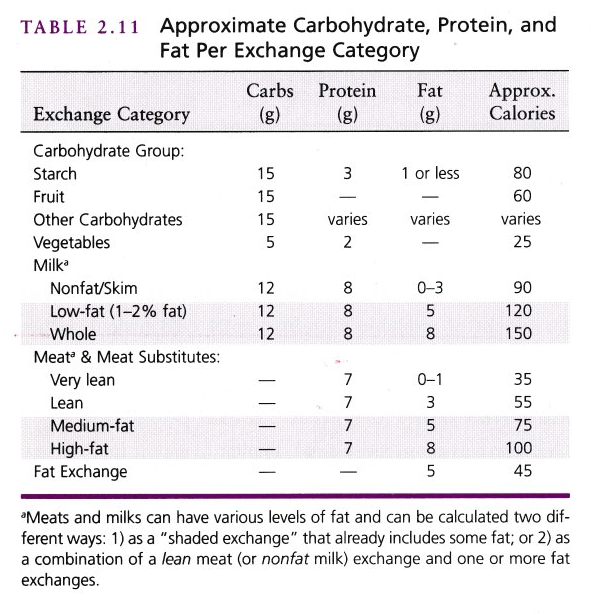 TABLE 2.11 Approximate Carbohydrate, Protein, and
Fat Per Exchange Category
Carbs Protein Fat Approx.
Exchange Category (g) (g) (g) Calories
Carbohydrate Group:
Starch 15 3 1 or less 80
Fruit 15 — — 60
Other Carbohydrates 15 varies varies varies
Vegetables 5 2 — 25
Milkᵃ
Nonfat/Skim 12 8 0–3 90
Low-fat (1–2% fat) 12 8 5 120
Whole 12 8 8 150
Meatᵃ & Meat Substitutes:
Very lean — 7 0–1 35
Lean — 7 3 55
Medium-fat — 7 5 75
High-fat — 7 8 100
Fat Exchange — — 5 45
ᵃMeats and milks can have various levels of fat and can be calculated two dif-
ferent ways: 1) as a “shaded exchange” that already includes some fat; or 2) as
a combination of a lean meat (or nonfat milk) exchange and one or more fat
exchanges.